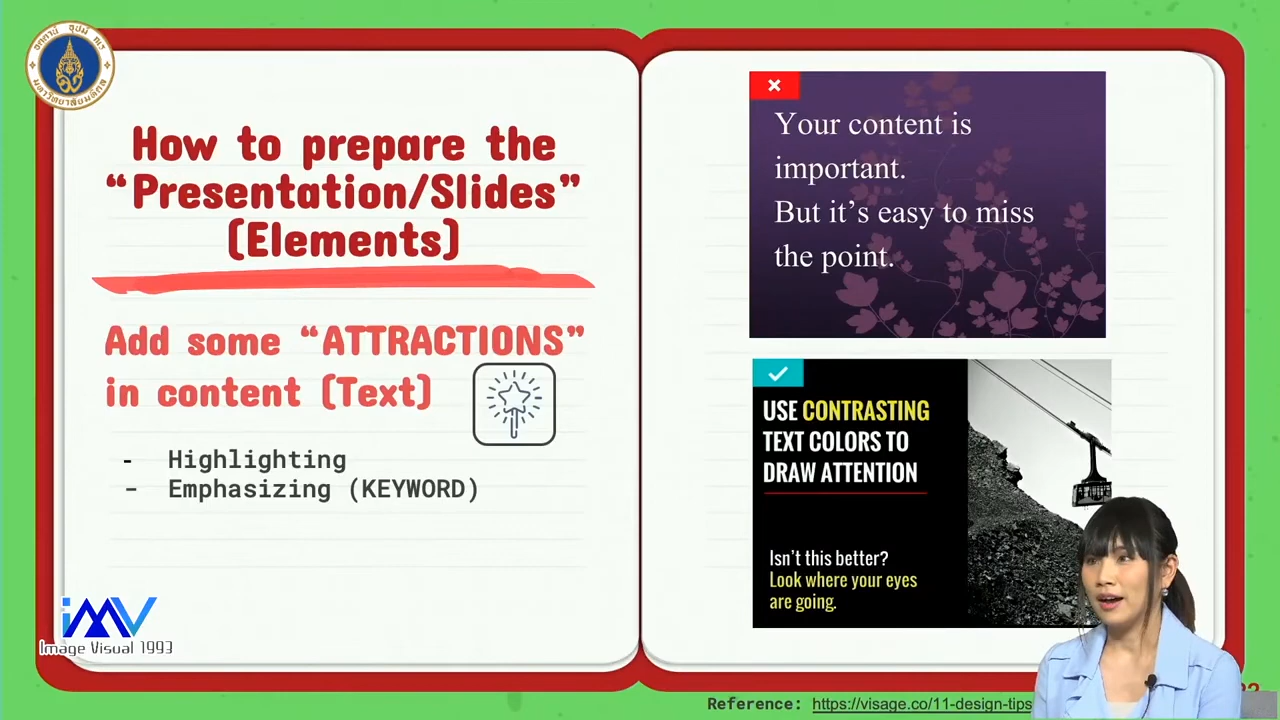 How to prepare the
“Presentation/Slides”
(Elements)
Add some “ATTRACTIONS”
in content (Text)
- Highlighting
- Emphasizing (KEYWORD)
iMV
Image Visual 1993
Your content is
important.
But it’s easy to miss
the point.
USE CONTRASTING
TEXT COLORS TO
DRAW ATTENTION
Isn’t this better?
Look where your eyes
are going.
Reference: https://visage.co/11-design-tips